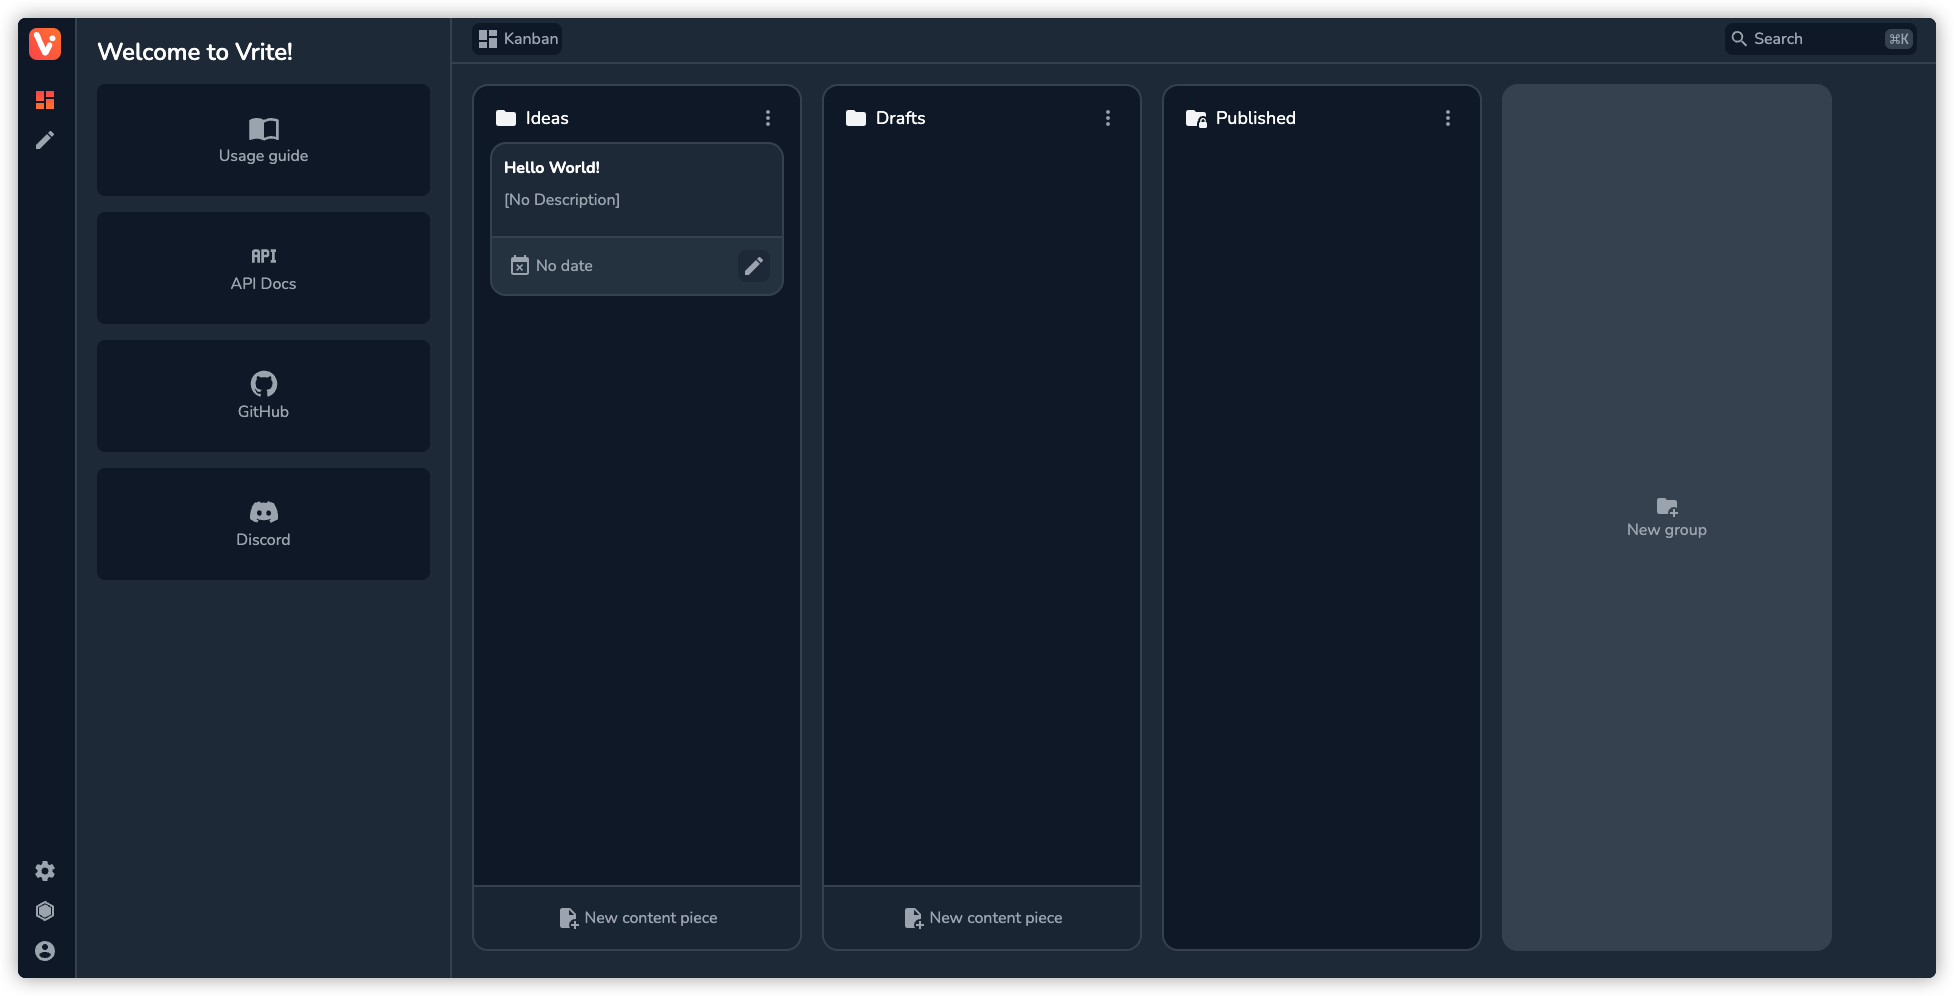 Welcome to Vrite!
Usage guide
API
API Docs
GitHub
Discord
Kanban
Search
⌘K
Ideas
Hello World!
[No Description]
No date
New content piece
Drafts
New content piece
Published
New group